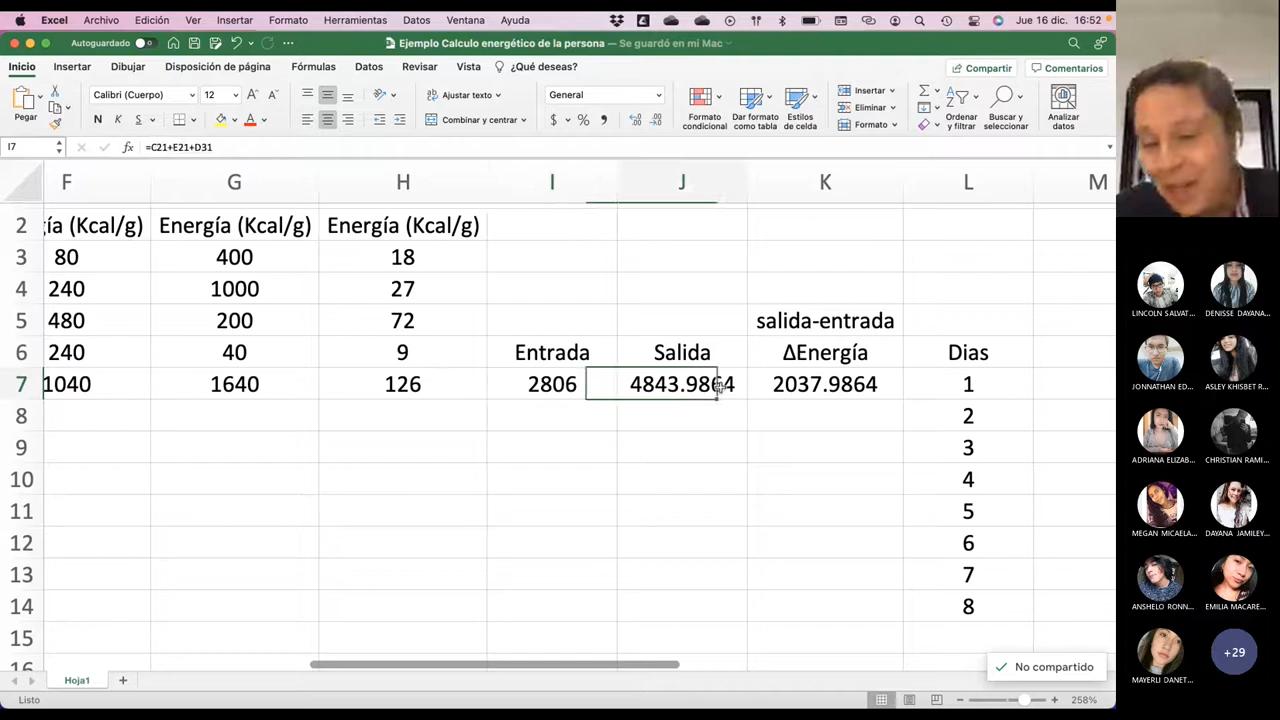 Excel Archivo Edición Ver Insertar Formato Herramientas Datos Ventana Ayuda Jue 16 dic. 16:52
Autoguardado Ejemplo Calculo energético de la persona — Se guardó en mi Mac
Inicio Insertar Dibujar Disposición de página Fórmulas Datos Revisar Vista ¿Qué deseas? Compartir Comentarios
Pegar Calibri (Cuerpo) 12 Ajustar texto General Insertar
N K S A Combinar y centrar $ % Eliminar
Formato condicional Dar formato como tabla Estilos de celda Formato Ordenar y filtrar Buscar y seleccionar Analizar datos
I7 fx =C21+E21+D31
F G H I J K L M
2 ía (Kcal/g) Energía (Kcal/g) Energía (Kcal/g)
3 80 400 18
4 240 1000 27
5 480 200 72 salida-entrada
6 240 40 9 Entrada Salida ΔEnergía Dias
7 1040 1640 126 2806 4843.9864 2037.9864 1
8 2
9 3
10 4
11 5
12 6
13 7
14 8
15
16
No compartido
Hoja1
Listo 258%
LINCOLN SALVAT... DENISSE DAYANA...
JONNATHAN ED... ASLEY KHISBET R...
ADRIANA ELIZAB... CHRISTIAN RAMI...
MEGAN MICAELA... DAYANA JAMILEY...
ANSHELO RONN... EMILIA MACARE...
MAYERLI DANET... +29